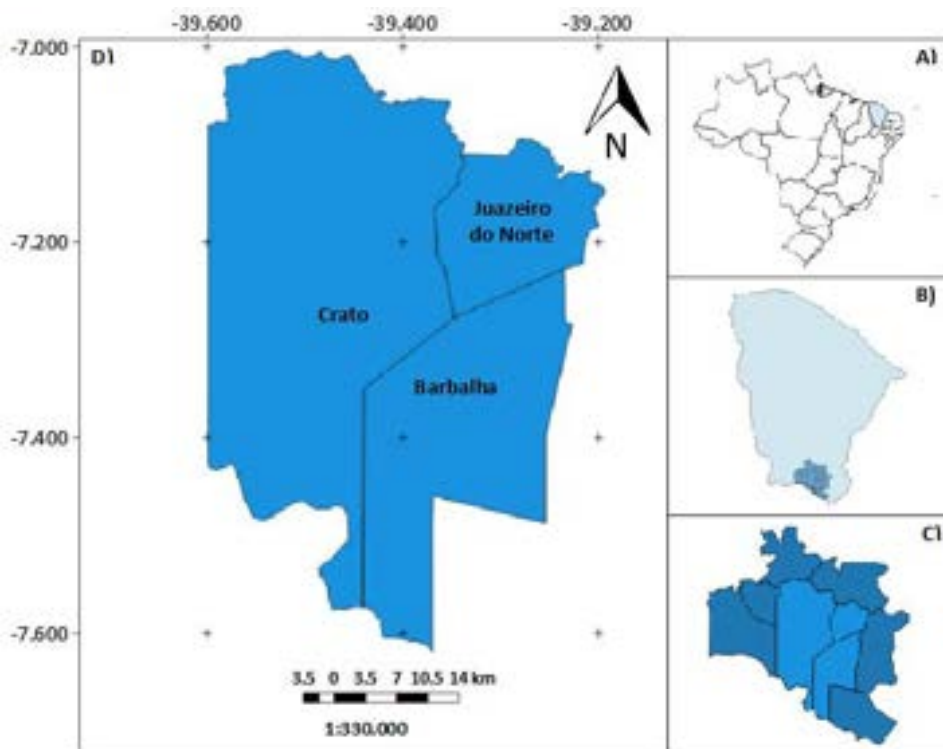 -39.600 -39.400 -39.200
-7.000
D)
A)
N
Juazeiro
do Norte
-7.200
B)
Crato
Barbalha
-7.400
C)
-7.600
3.5 0 3.5 7 10.5 14 km
1:330.000